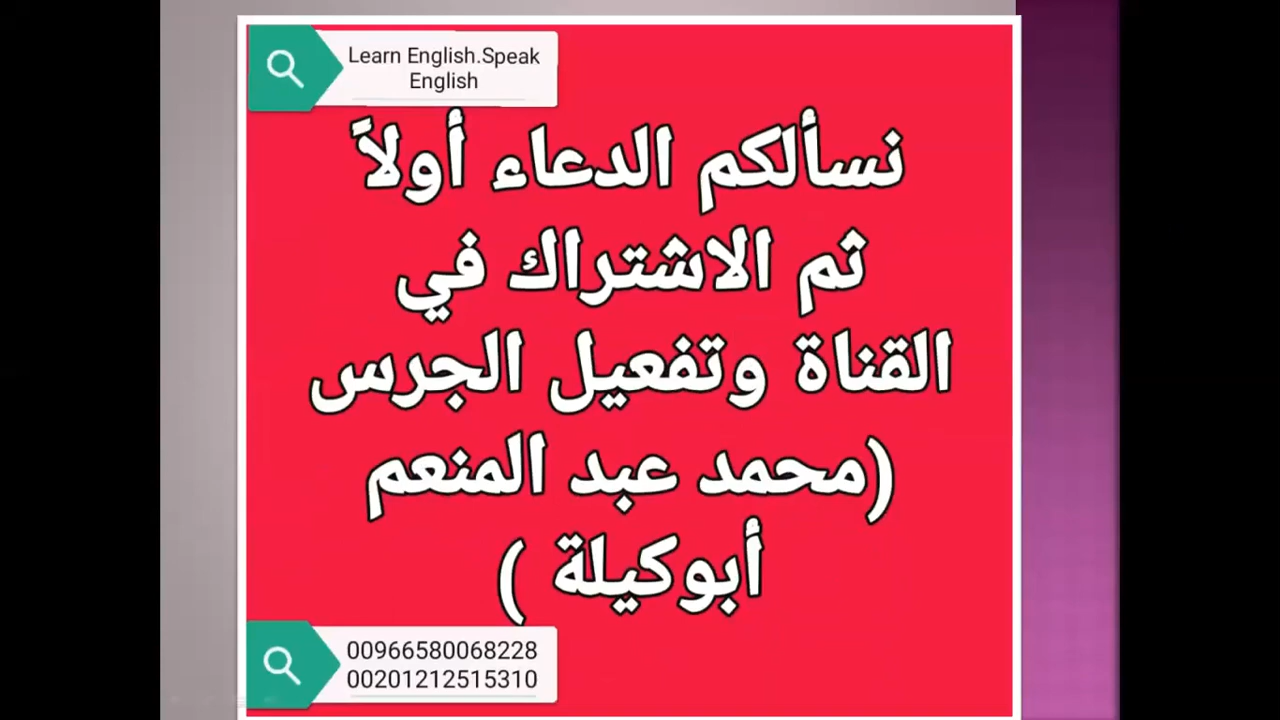 Learn English.Speak
English
نسألكم الدعاء أولاً
ثم الاشتراك في
القناة وتفعيل الجرس
(محمد عبد المنعم
أبوكيلة )
00966580068228
00201212515310